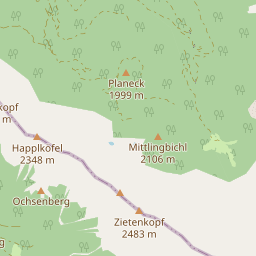 Planeck
1999 m
kopf
m
Happlkofel
2348 m
Mittlingbichl
2106 m
Ochsenberg
Zietenkopf
2483 m
g